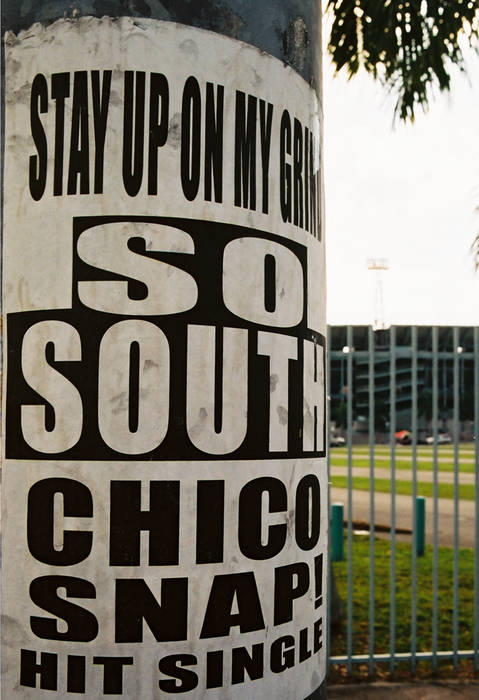 STAY UP ON MY GRIN
SO
SOUTH
CHICO
SNAP!
HIT SINGLE